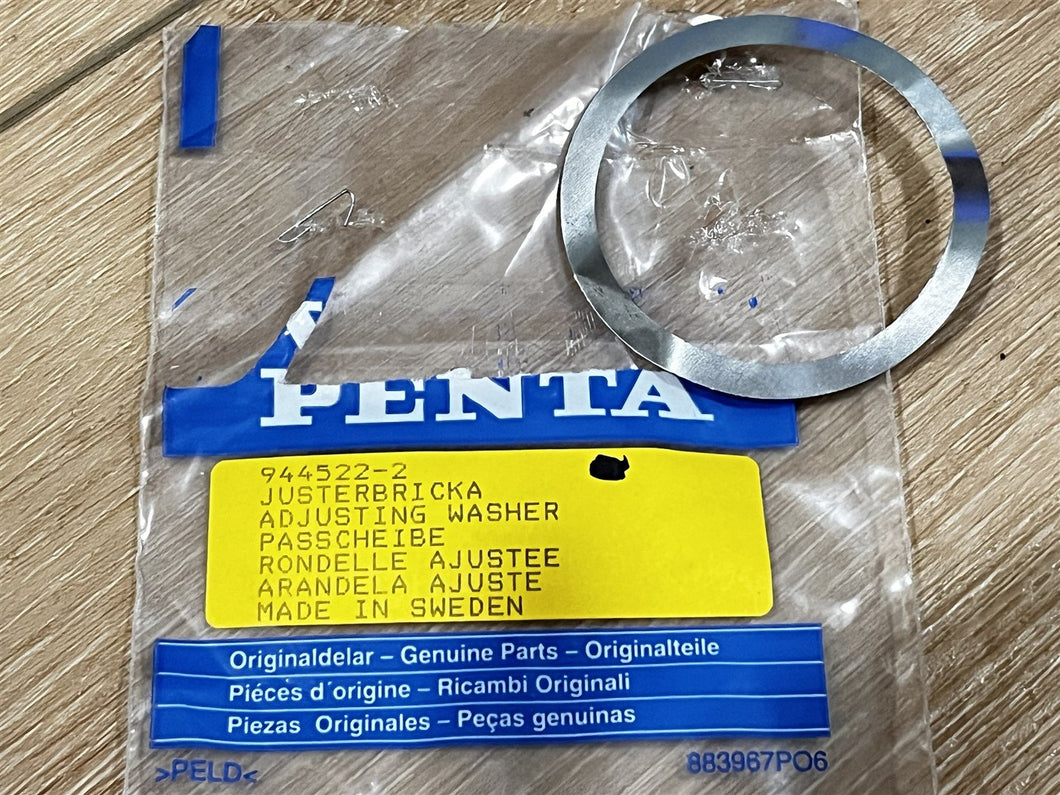 PENTA
944522-2
JUSTERBRICKA
ADJUSTING WASHER
PASSCHEIBE
RONDELLE AJUSTEE
ARANDELA AJUSTE
MADE IN SWEDEN
Originaldelar – Genuine Parts – Originalteile
Piéces d´origine – Ricambi Originali
Piezas Originales – Peças genuinas
>PELD<
883967PO6